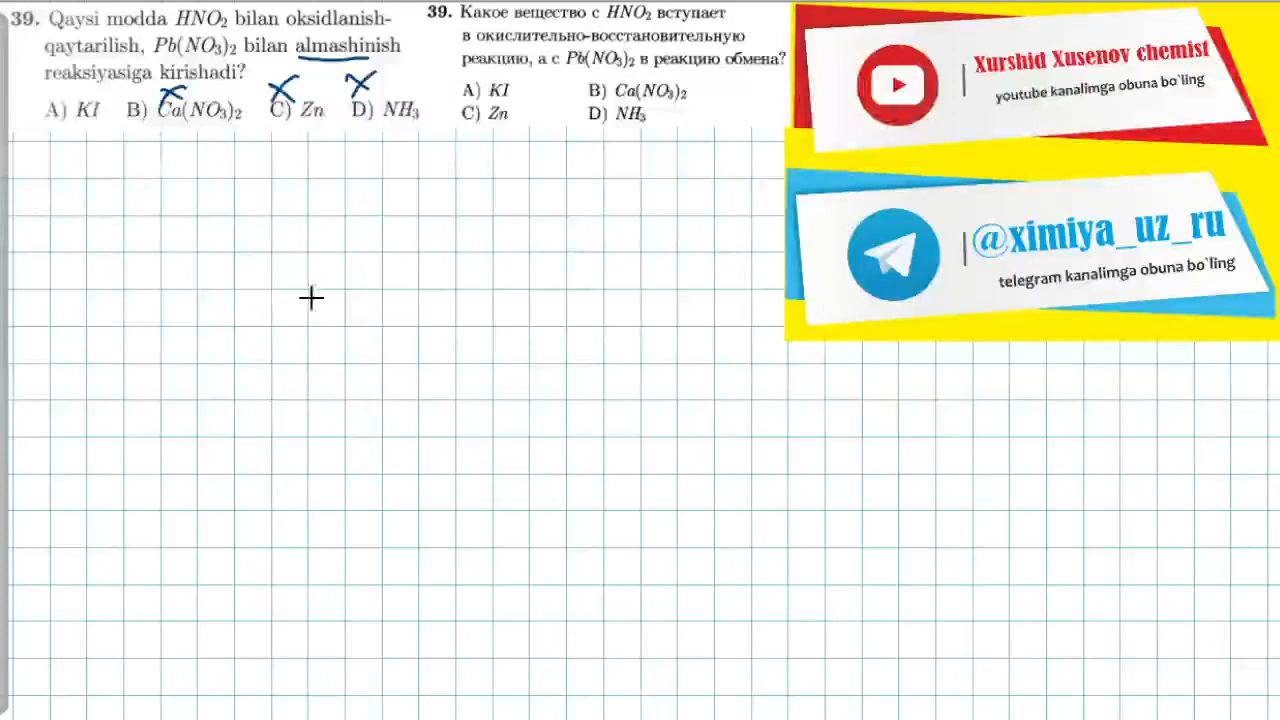 39. Qaysi modda HNO₂ bilan oksidlanish-
qaytarilish, Pb(NO₃)₂ bilan almashinish
reaksiyasiga kirishadi?
A) KI B) Ca(NO₃)₂ C) Zn D) NH₃
39. Какое вещество с HNO₂ вступает
в окислительно-восстановительную
реакцию, а с Pb(NO₃)₂ в реакцию обмена?
A) KI B) Ca(NO₃)₂
C) Zn D) NH₃
Xurshid Xusenov chemist
youtube kanalimga obuna bo`ling
@ximiya_uz_ru
telegram kanalimga obuna bo`ling